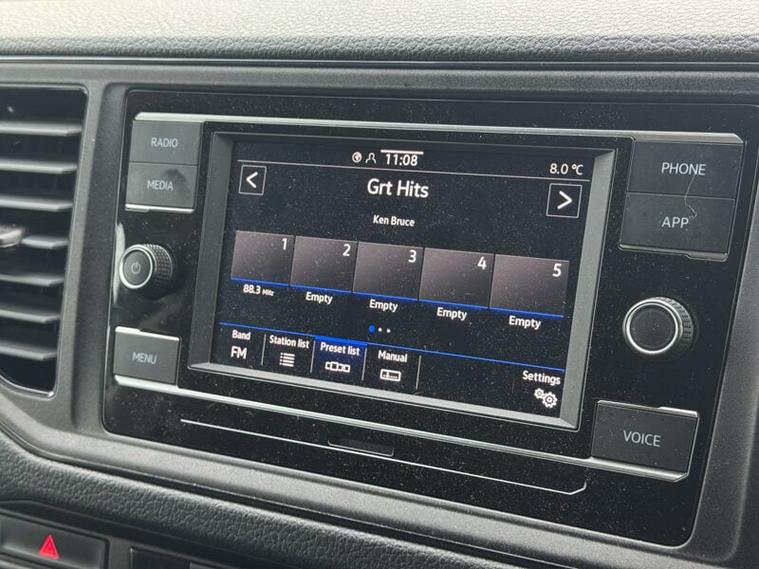 RADIO
MEDIA
MENU
11:08
8.0 °C
<
Grt Hits
>
Ken Bruce
1
2
3
4
5
88.3 MHz
Empty
Empty
Empty
Empty
Band
FM
Station list
Preset list
Manual
Settings
PHONE
APP
VOICE